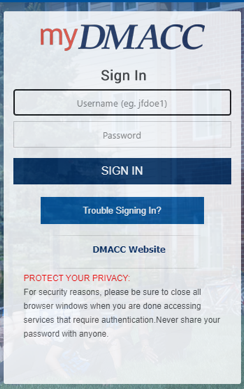 myDMACC
Sign In
Username (eg. jfdoe1)
Password
SIGN IN
Trouble Signing In?
DMACC Website
PROTECT YOUR PRIVACY:
For security reasons, please be sure to close all
browser windows when you are done accessing
services that require authentication.Never share your
password with anyone.